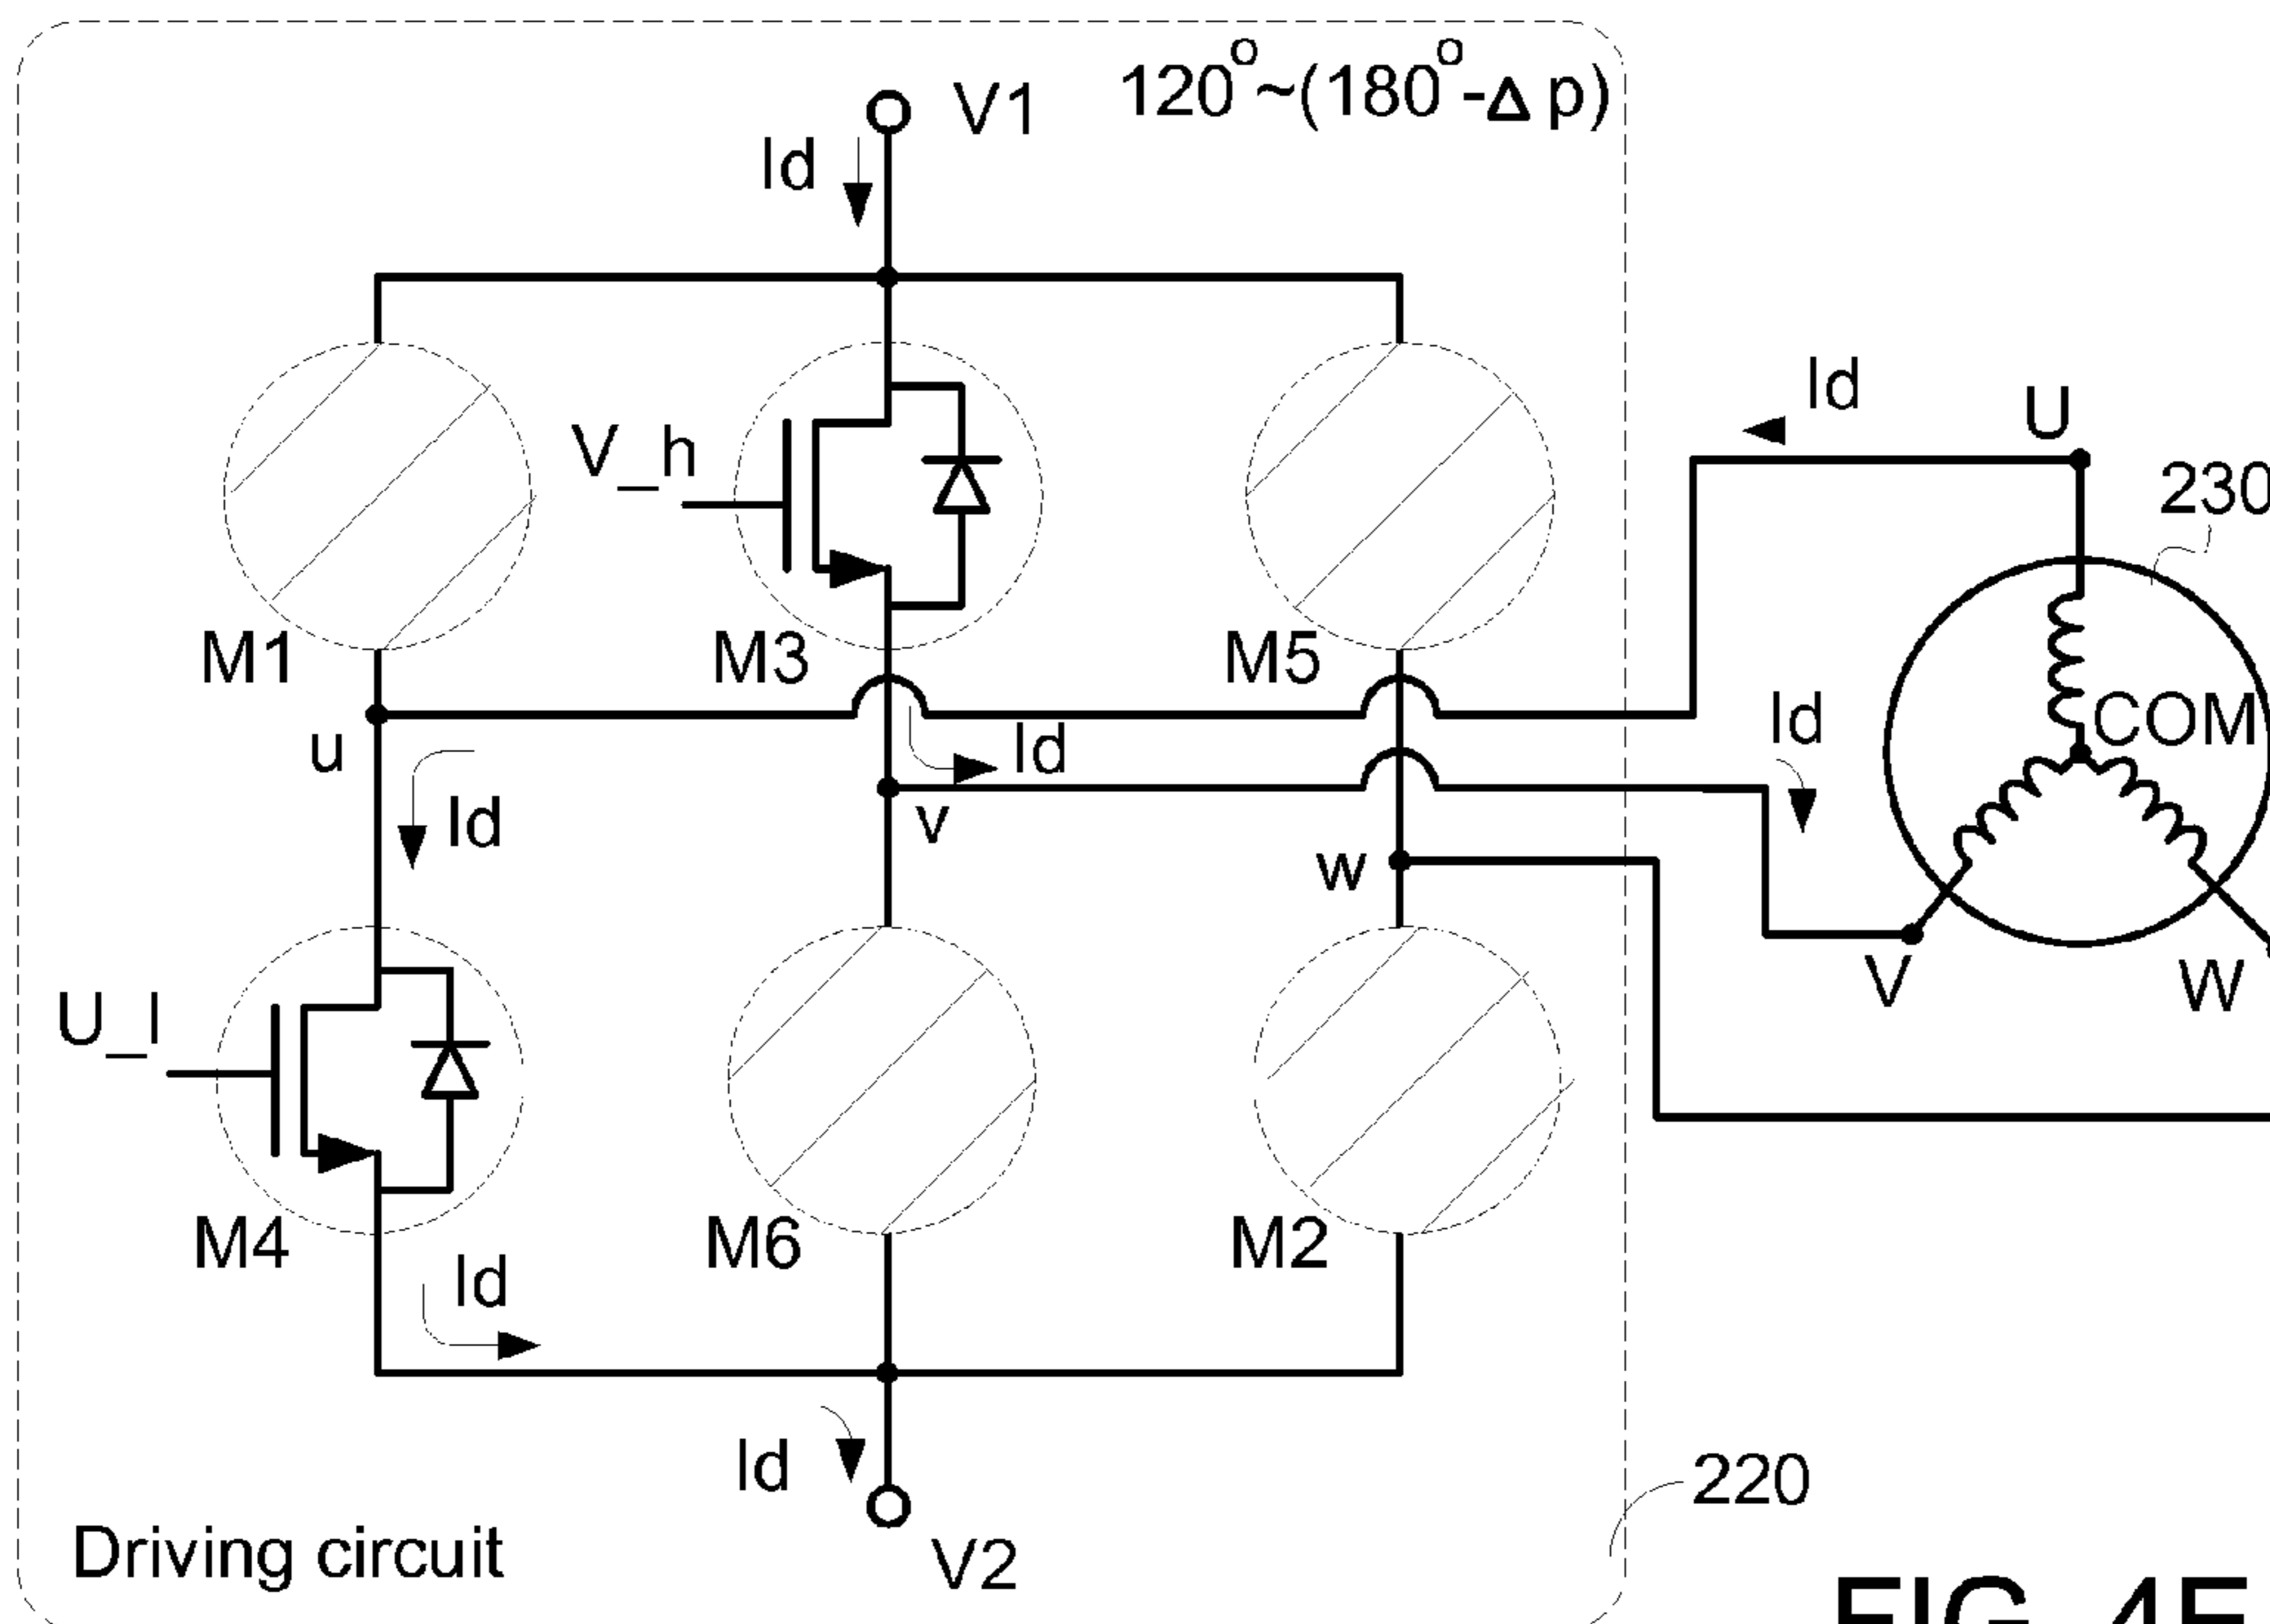 120°~(180°-Δ p)
V1
Id
V_h
Id
U
230
M1
M3
M5
u
Id
Id
COM
Id
v
w
V
W
U_l
M4
M6
M2
Id
Id
220
V2
Driving circuit